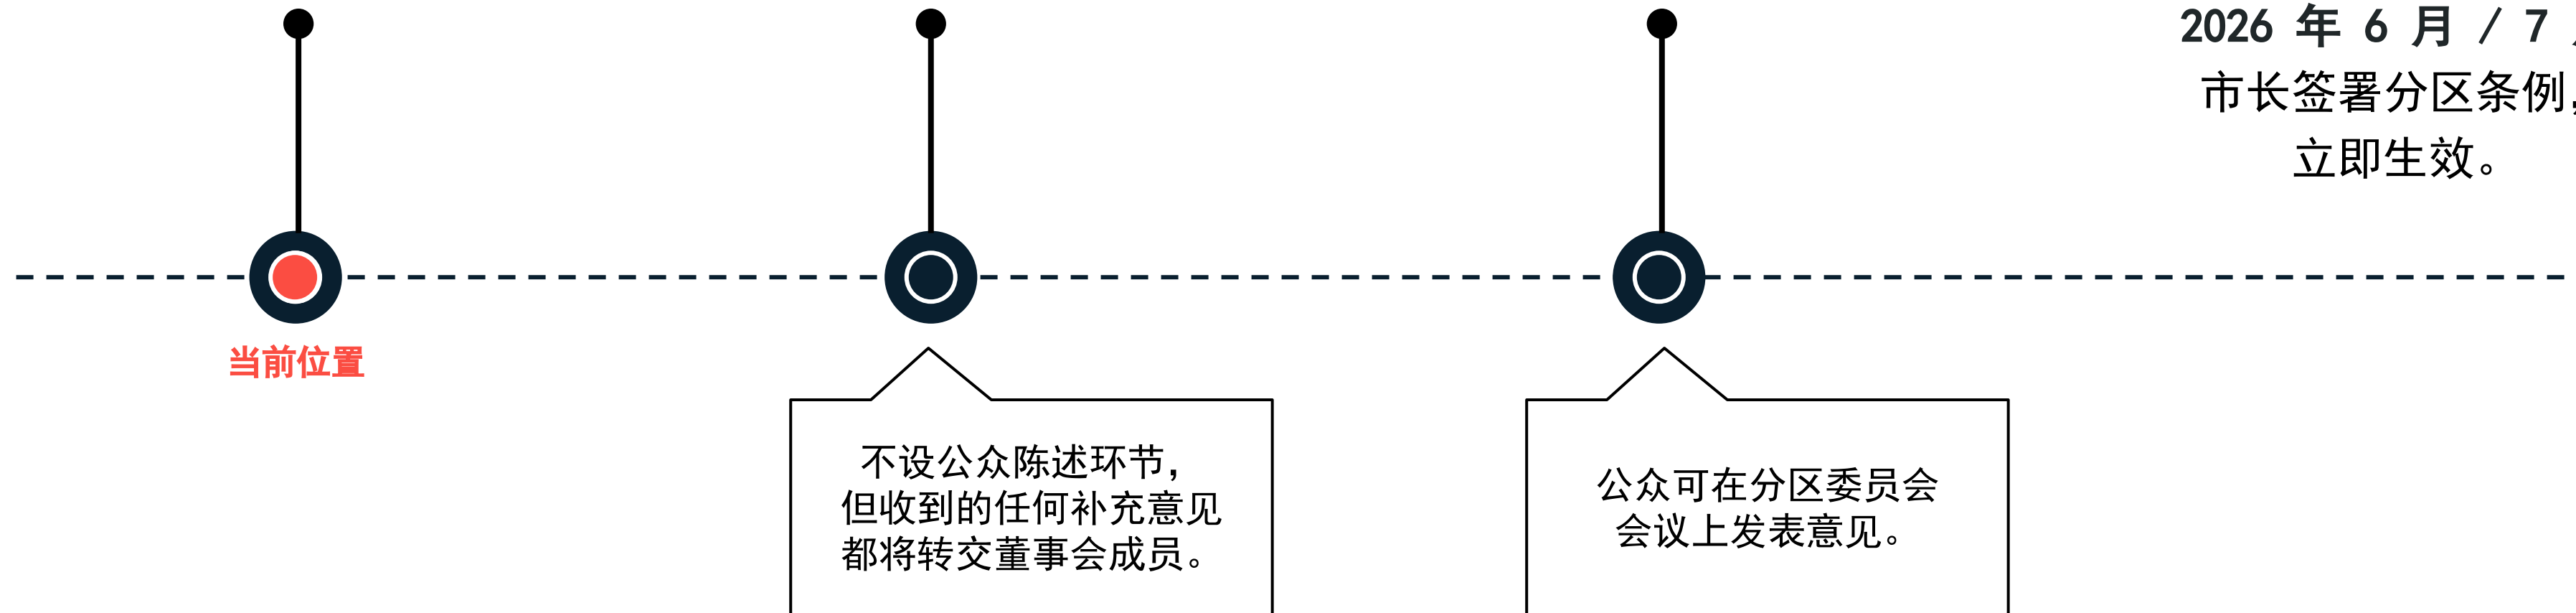 2026 年 6 月 / 7
市长签署分区条例，
立即生效。
当前位置
不设公众陈述环节，
但收到的任何补充意见
都将转交董事会成员。
公众可在分区委员会
会议上发表意见。